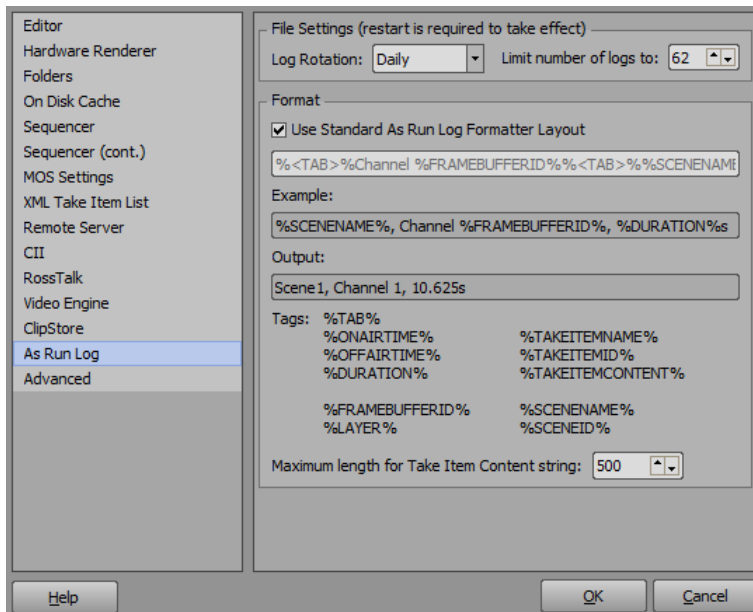 Editor
Hardware Renderer
Folders
On Disk Cache
Sequencer
Sequencer (cont.)
MOS Settings
XML Take Item List
Remote Server
CII
RossTalk
Video Engine
ClipStore
As Run Log
Advanced
File Settings (restart is required to take effect)
Log Rotation: Daily Limit number of logs to: 62
Format
Use Standard As Run Log Formatter Layout
%<TAB>%Channel %FRAMEBUFFERID%%<TAB>%%SCENENAME
Example:
%SCENENAME%, Channel %FRAMEBUFFERID%, %DURATION%s
Output:
Scene1, Channel 1, 10.625s
Tags: %TAB%
%ONAIRTIME% %TAKEITEMNAME%
%OFFAIRTIME% %TAKEITEMID%
%DURATION% %TAKEITEMCONTENT%
%FRAMEBUFFERID% %SCENENAME%
%LAYER% %SCENEID%
Maximum length for Take Item Content string: 500
Help OK Cancel